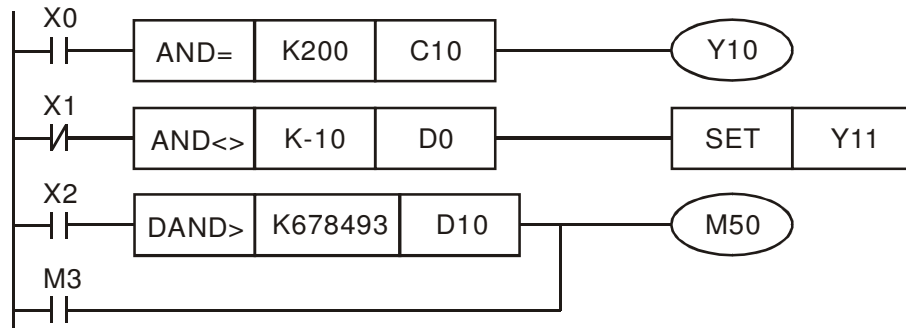 X0
AND= K200 C10 Y10
X1
AND<> K-10 D0 SET Y11
X2
DAND> K678493 D10 M50
M3